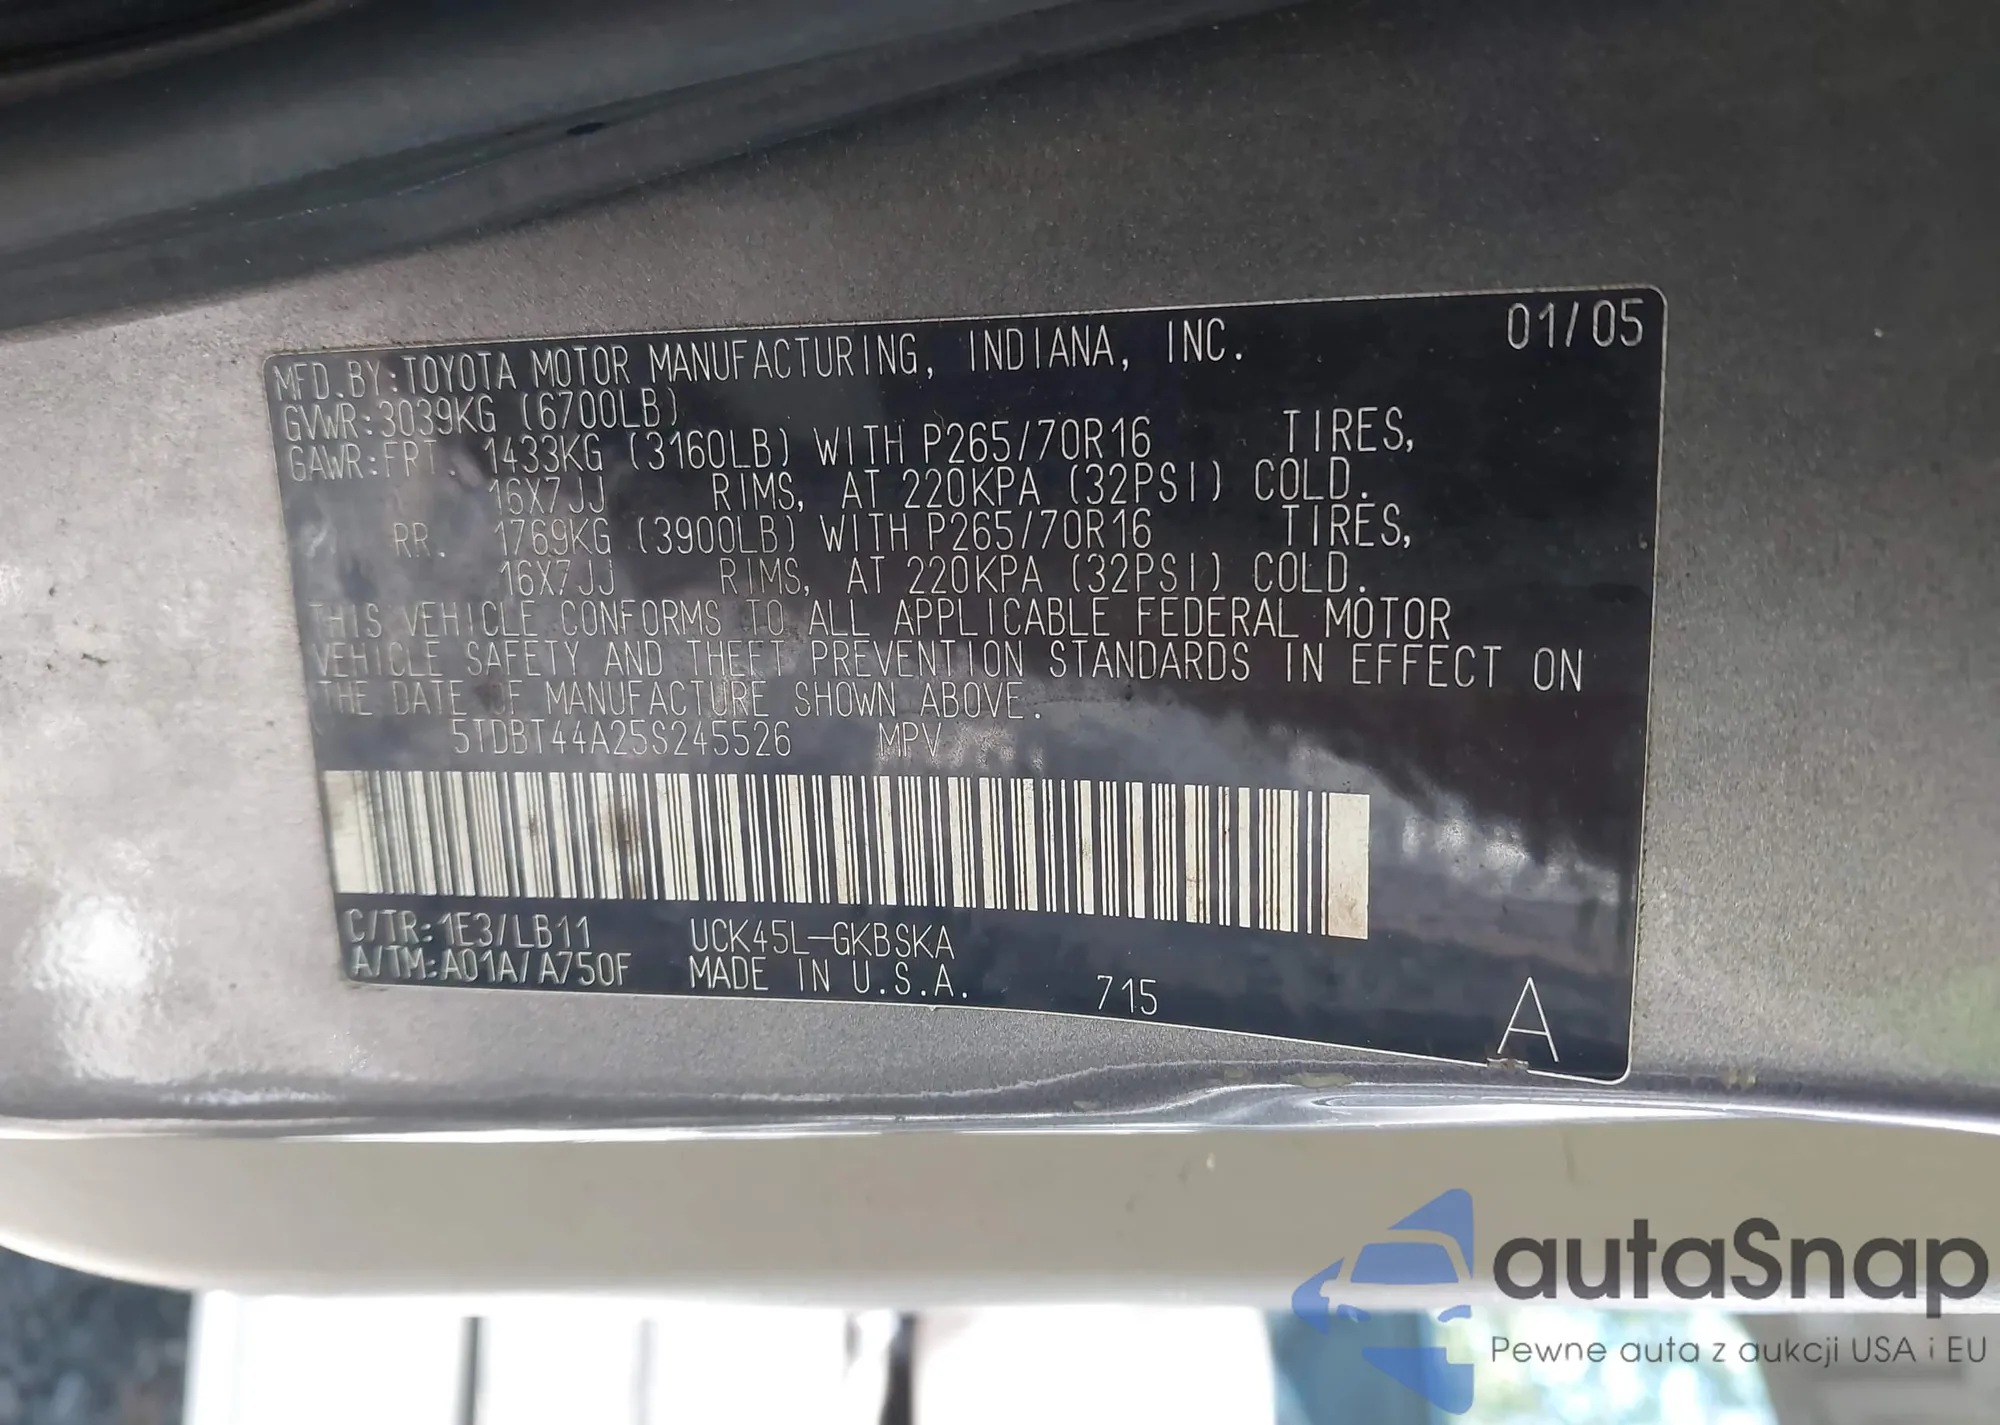 MFD.BY:TOYOTA MOTOR MANUFACTURING, INDIANA, INC. 01/05
GVWR:3039KG (6700LB)
GAWR:FRT. 1433KG (3160LB) WITH P265/70R16 TIRES,
16X7JJ RIMS, AT 220KPA (32PSI) COLD.
RR. 1769KG (3900LB) WITH P265/70R16 TIRES,
16X7JJ RIMS, AT 220KPA (32PSI) COLD.
THIS VEHICLE CONFORMS TO ALL APPLICABLE FEDERAL MOTOR
VEHICLE SAFETY AND THEFT PREVENTION STANDARDS IN EFFECT ON
THE DATE OF MANUFACTURE SHOWN ABOVE.
5TDBT44A25S245526 MPV
C/TR:1E3/LB11 UCK45L-GKBSKA
A/TM:A01A/A750F MADE IN U.S.A. 715 A
autaSnap
Pewne auta z aukcji USA i EU